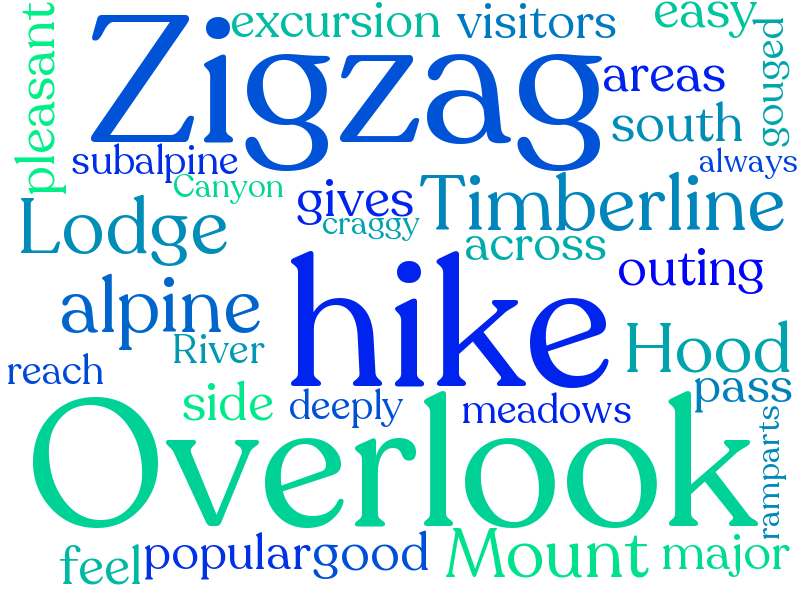 pleasant
excursion
visitors
easy
Zigzag
gouged
areas
south
subalpine
always
Canyon
gives
Timberline
craggy
Lodge
across
outing
alpine
hike
River
Hood
reach
pass
side
deeply
meadows
Overlook
ramparts
feel
popular
good
Mount
major